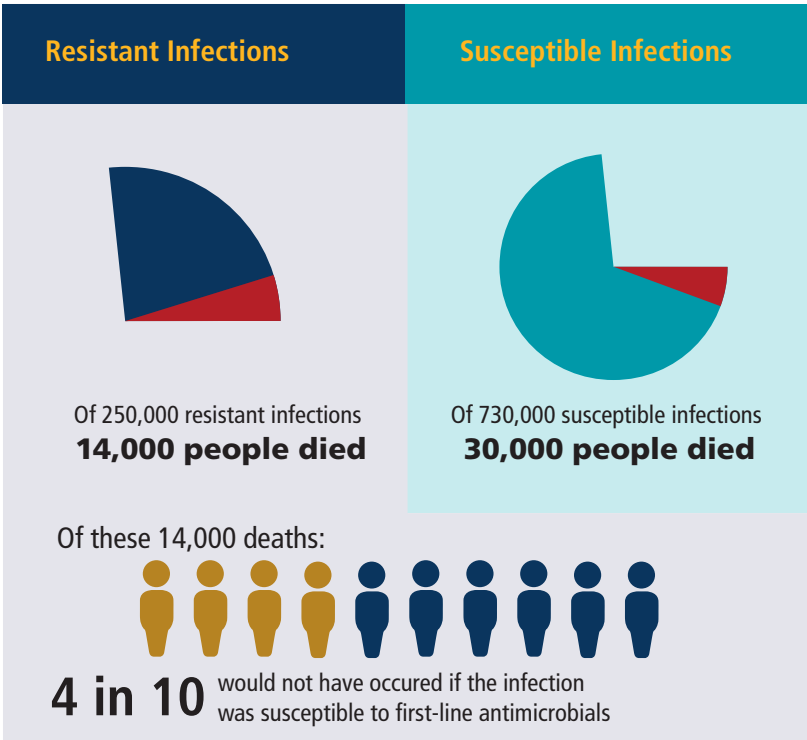 Resistant Infections
Susceptible Infections
Of 250,000 resistant infections
14,000 people died
Of 730,000 susceptible infections
30,000 people died
Of these 14,000 deaths:
4 in 10
would not have occured if the infection
was susceptible to first-line antimicrobials